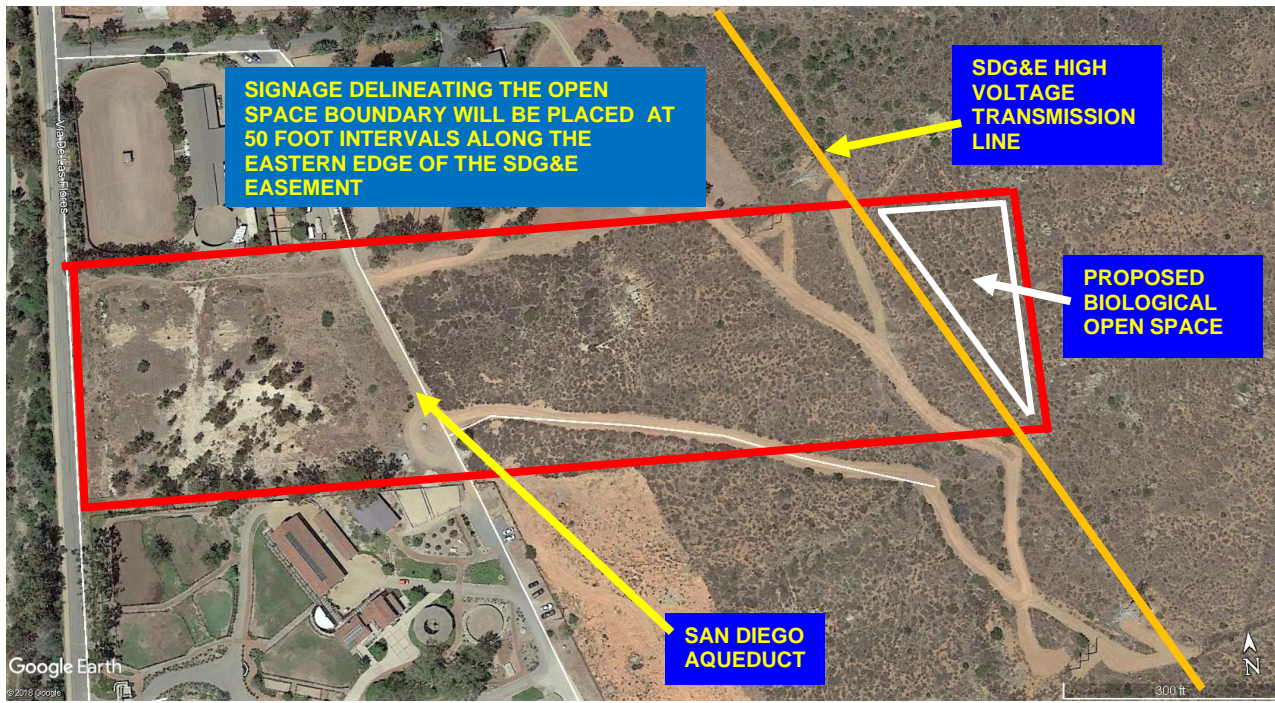 SIGNAGE DELINEATING THE OPEN
SPACE BOUNDARY WILL BE PLACED AT
50 FOOT INTERVALS ALONG THE
EASTERN EDGE OF THE SDG&E
EASEMENT
SDG&E HIGH
VOLTAGE
TRANSMISSION
LINE
Via De Las Flores
PROPOSED
BIOLOGICAL
OPEN SPACE
SAN DIEGO
AQUEDUCT
Google Earth
©2018 Google
N
300 ft